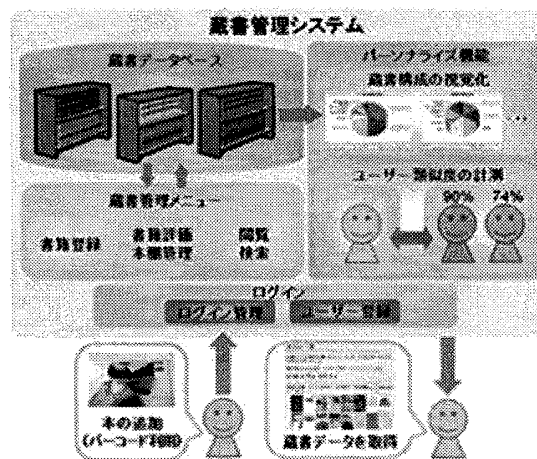 蔵書管理システム
蔵書データベース
パーソナライズ機能
蔵書構成の視覚化
...
ユーザー類似度の計測
90% 74%
蔵書管理メニュー
書籍登録
書籍評価
本棚管理
閲覧
検索
ログイン
ログイン管理
ユーザー登録
本の追加
(バーコード利用)
蔵書データを取得